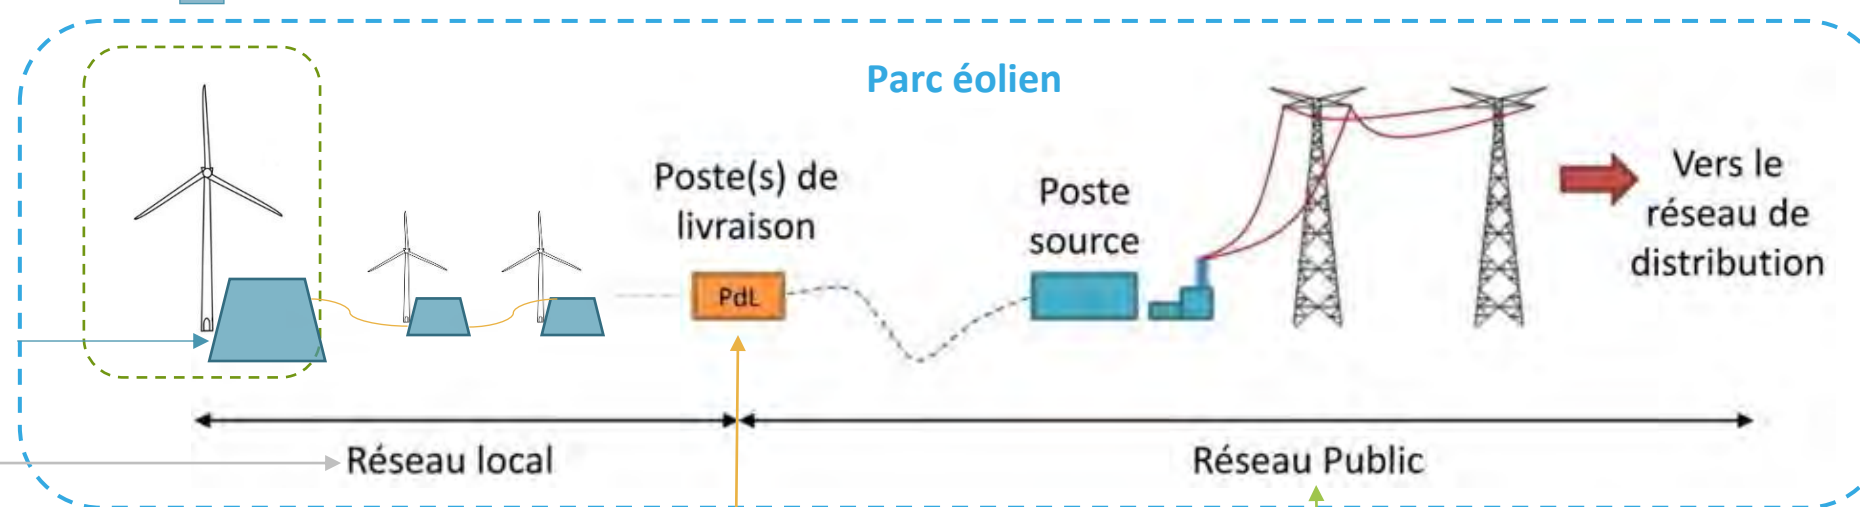 Parc éolien
Poste(s) de
livraison
PdL
Poste
source
Vers le
réseau de
distribution
Réseau local
Réseau Public